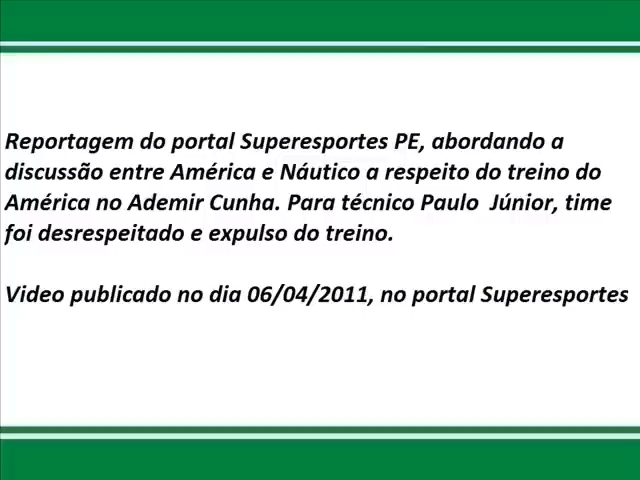 Reportagem do portal Superesportes PE, abordando a
discussão entre América e Náutico a respeito do treino do
América no Ademir Cunha. Para técnico Paulo  Júnior, time
foi desrespeitado e expulso do treino.
Video publicado no dia 06/04/2011, no portal Superesportes